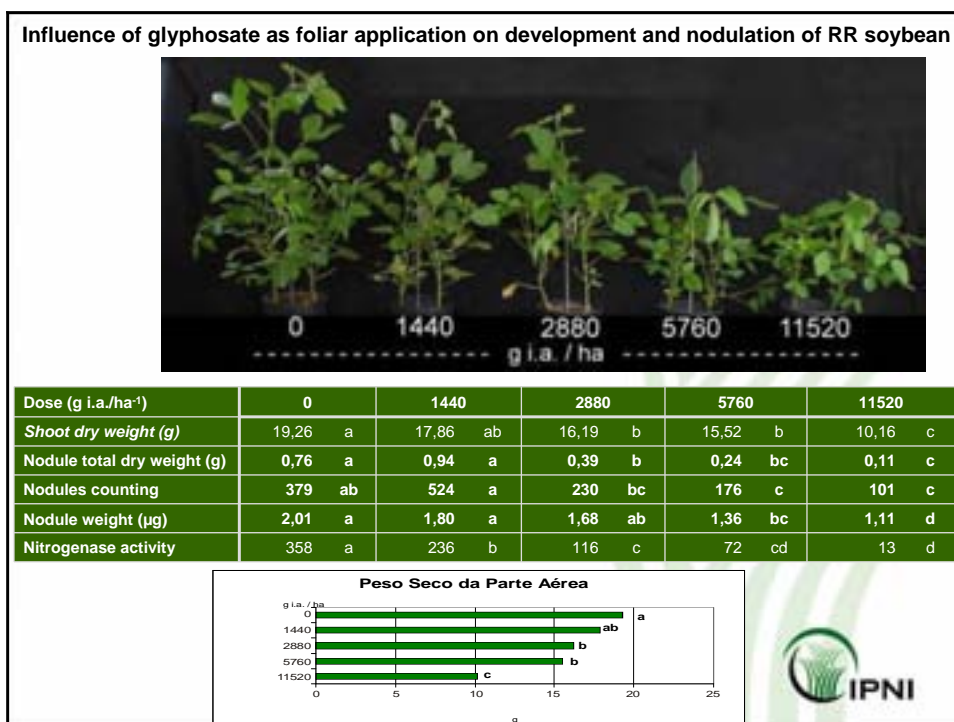 Influence of glyphosate as foliar application on development and nodulation of RR soybean
0 1440 2880 5760 11520
g i.a. / ha
Dose (g i.a./ha⁻¹) 0 1440 2880 5760 11520
Shoot dry weight (g) 19,26 a 17,86 ab 16,19 b 15,52 b 10,16 c
Nodule total dry weight (g) 0,76 a 0,94 a 0,39 b 0,24 bc 0,11 c
Nodules counting 379 ab 524 a 230 bc 176 c 101 c
Nodule weight (µg) 2,01 a 1,80 a 1,68 ab 1,36 bc 1,11 d
Nitrogenase activity 358 a 236 b 116 c 72 cd 13 d
Peso Seco da Parte Aérea
g i.a. / ha
0 a
1440 ab
2880 b
5760 b
11520 c
0 5 10 15 20 25
g
IPNI